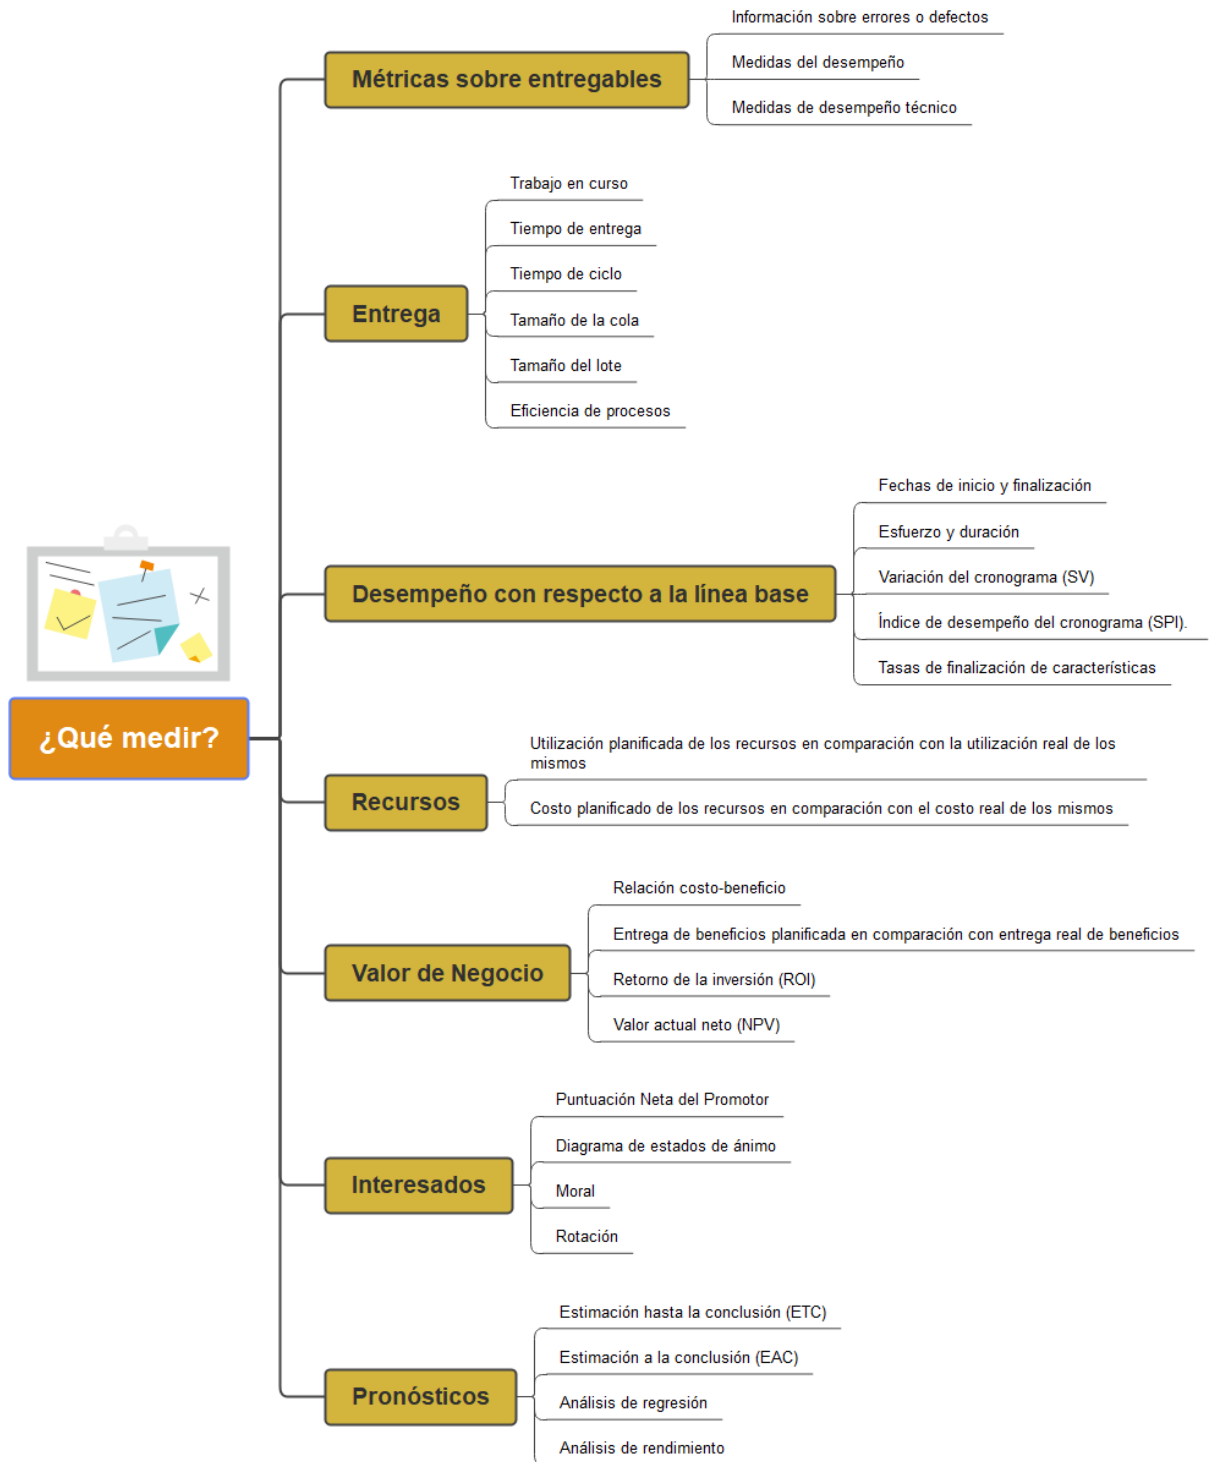 ¿Qué medir?
Métricas sobre entregables
Información sobre errores o defectos
Medidas del desempeño
Medidas de desempeño técnico
Entrega
Trabajo en curso
Tiempo de entrega
Tiempo de ciclo
Tamaño de la cola
Tamaño del lote
Eficiencia de procesos
Desempeño con respecto a la línea base
Fechas de inicio y finalización
Esfuerzo y duración
Variación del cronograma (SV)
Índice de desempeño del cronograma (SPI).
Tasas de finalización de características
Recursos
Utilización planificada de los recursos en comparación con la utilización real de los
mismos
Costo planificado de los recursos en comparación con el costo real de los mismos
Valor de Negocio
Relación costo-beneficio
Entrega de beneficios planificada en comparación con entrega real de beneficios
Retorno de la inversión (ROI)
Valor actual neto (NPV)
Interesados
Puntuación Neta del Promotor
Diagrama de estados de ánimo
Moral
Rotación
Pronósticos
Estimación hasta la conclusión (ETC)
Estimación a la conclusión (EAC)
Análisis de regresión
Análisis de rendimiento